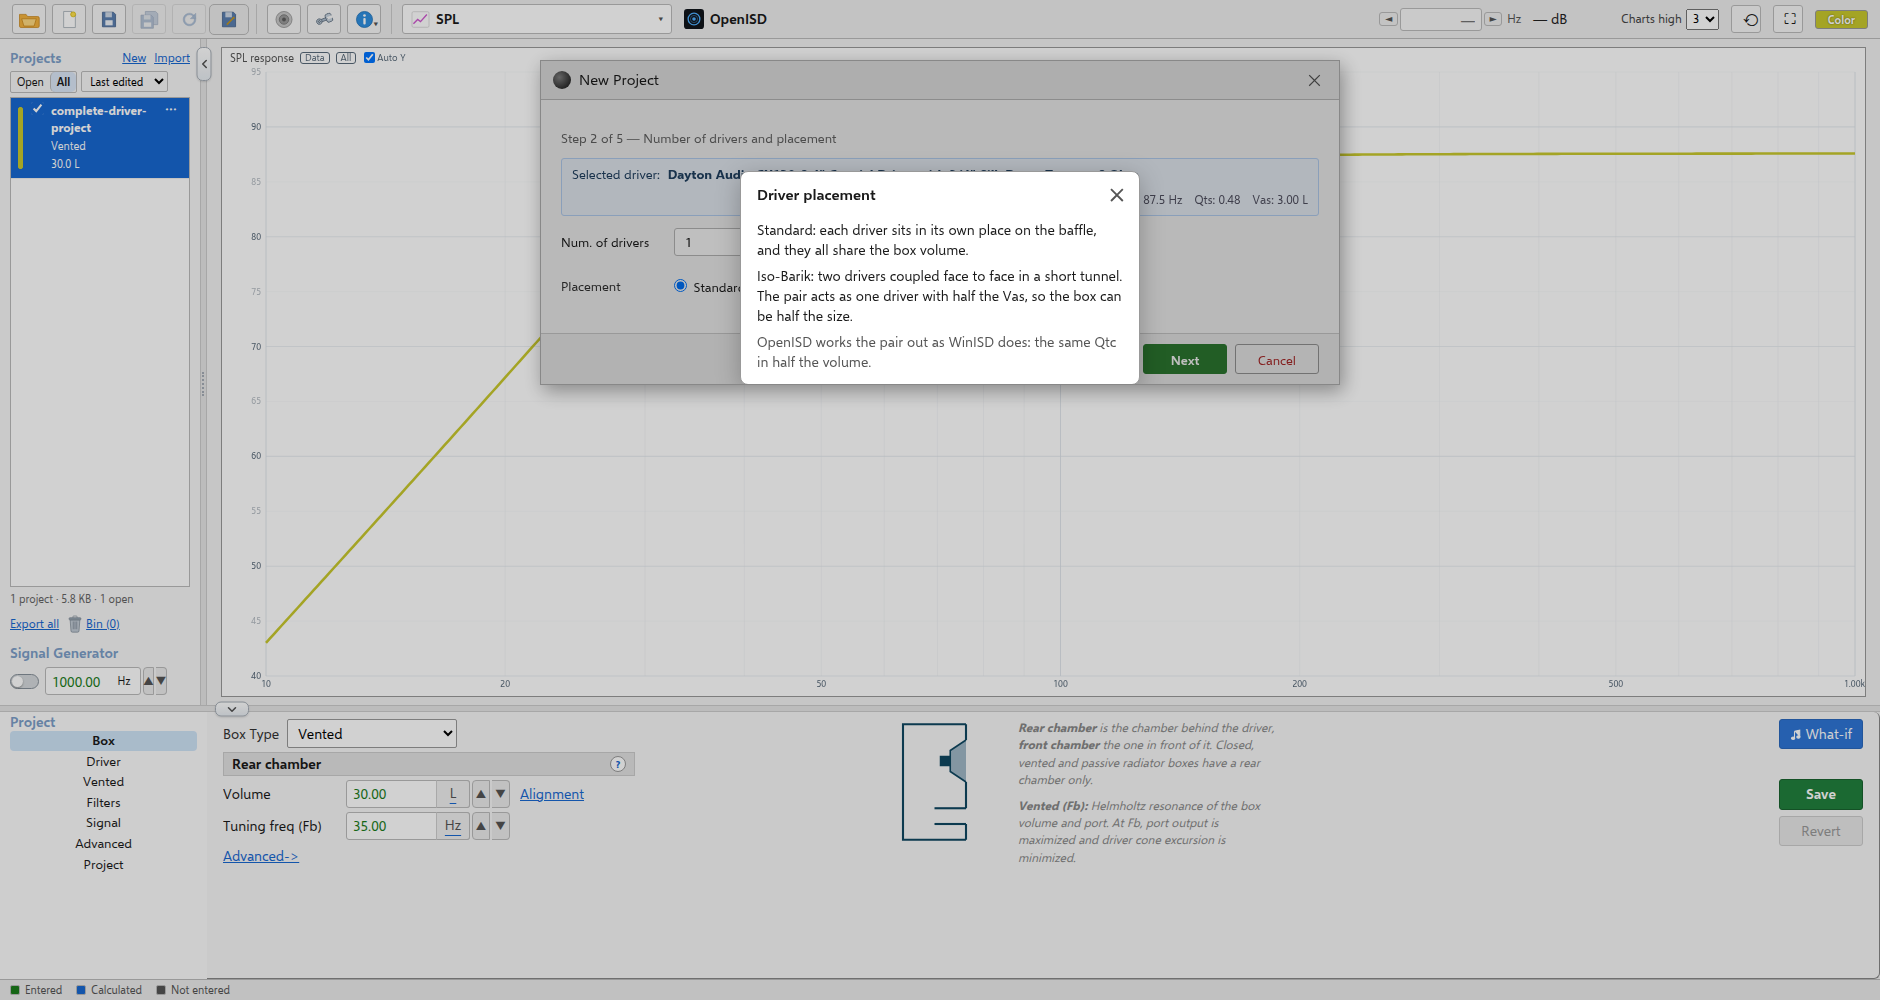 SPL
OpenISD
Hz
— dB
Charts high
3
Color
Projects
New
Import
Open
All
Last edited
complete-driver-
project
Vented
30.0 L
1 project · 5.8 KB · 1 open
Export all
Bin (0)
Signal Generator
1000.00
Hz
SPL response
Data
All
Auto Y
95
90
85
80
75
70
65
60
55
50
45
40
10
20
50
100
200
500
1.00k
New Project
Step 2 of 5 — Number of drivers and placement
Selected driver:
87.5 Hz
Qts: 0.48
Vas: 3.00 L
Num. of drivers
1
Placement
Next
Cancel
Driver placement
Standard: each driver sits in its own place on the baffle,
and they all share the box volume.
Iso-Barik: two drivers coupled face to face in a short tunnel.
The pair acts as one driver with half the Vas, so the box can
be half the size.
OpenISD works the pair out as WinISD does: the same Qtc
in half the volume.
Project
Box
Driver
Vented
Filters
Signal
Advanced
Project
Box Type
Vented
Rear chamber
?
Volume
30.00
L
Alignment
Tuning freq (Fb)
35.00
Hz
Advanced->
Rear chamber is the chamber behind the driver,
front chamber the one in front of it. Closed,
vented and passive radiator boxes have a rear
chamber only.
Vented (Fb): Helmholtz resonance of the box
volume and port. At Fb, port output is
maximized and driver cone excursion is
minimized.
What-if
Save
Revert
Entered
Calculated
Not entered